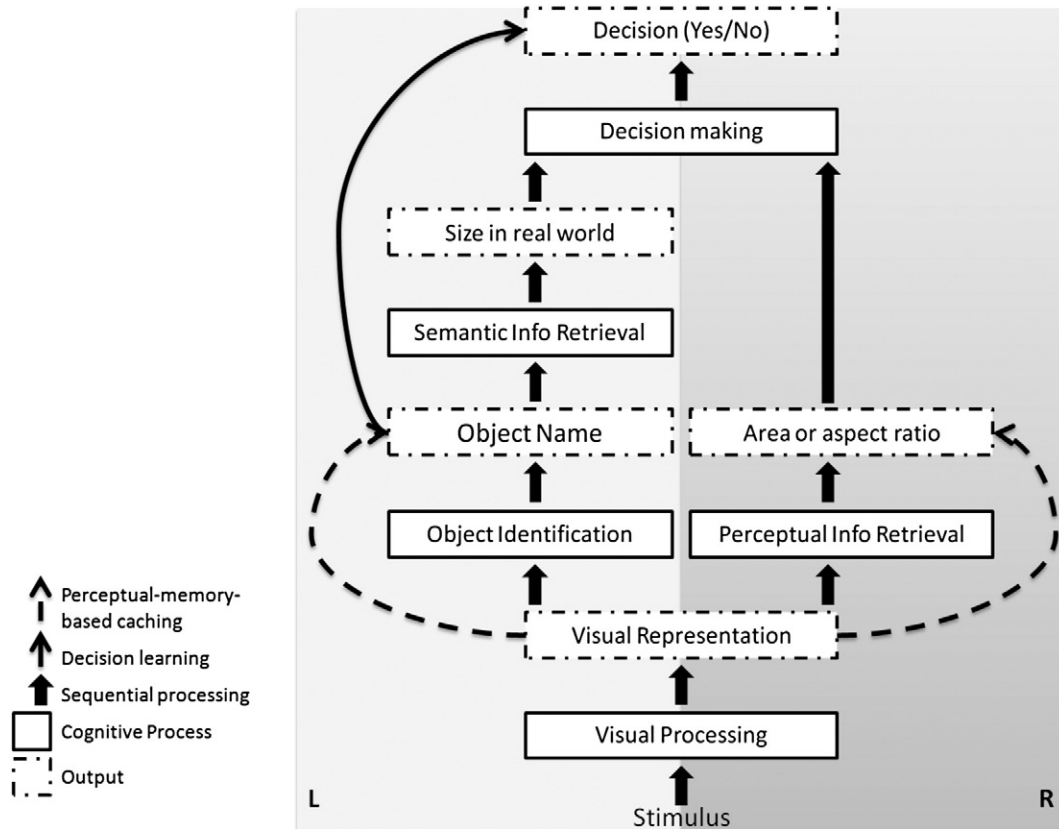 Decision (Yes/No)
Decision making
Size in real world
Semantic Info Retrieval
Object Name
Area or aspect ratio
Object Identification
Perceptual Info Retrieval
Visual Representation
Visual Processing
L
Stimulus
R
Perceptual-memory-
based caching
Decision learning
Sequential processing
Cognitive Process
Output